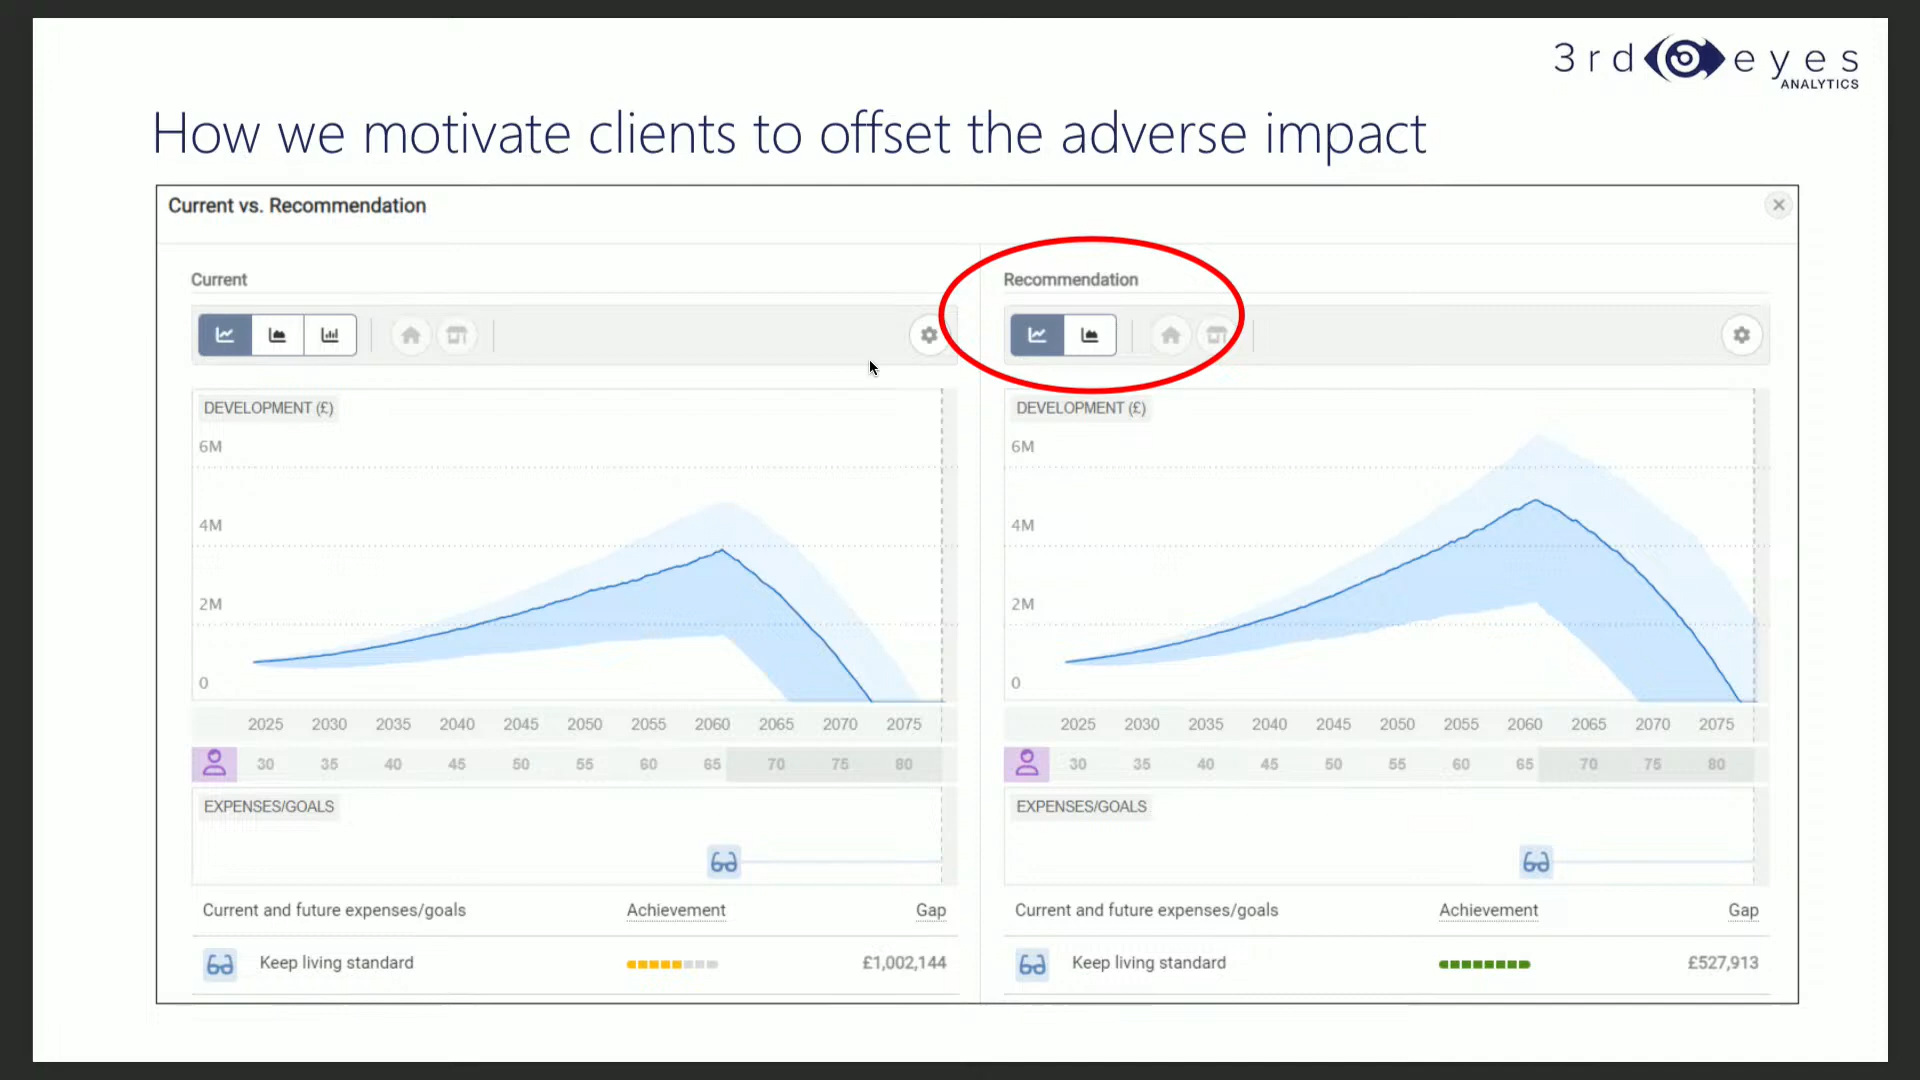 3rd eyes
ANALYTICS
How we motivate clients to offset the adverse impact
Current vs. Recommendation
Current
Recommendation
DEVELOPMENT (£)
6M
4M
2M
0
2025 2030 2035 2040 2045 2050 2055 2060 2065 2070 2075
30 35 40 45 50 55 60 65 70 75 80
EXPENSES/GOALS
Current and future expenses/goals Achievement Gap
Keep living standard £1,002,144
DEVELOPMENT (£)
6M
4M
2M
0
2025 2030 2035 2040 2045 2050 2055 2060 2065 2070 2075
30 35 40 45 50 55 60 65 70 75 80
EXPENSES/GOALS
Current and future expenses/goals Achievement Gap
Keep living standard £527,913